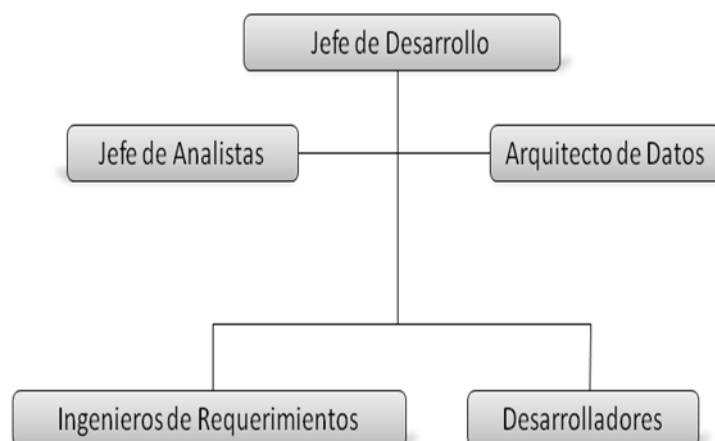 Jefe de Desarrollo
Jefe de Analistas
Arquitecto de Datos
Ingenieros de Requerimientos
Desarrolladores